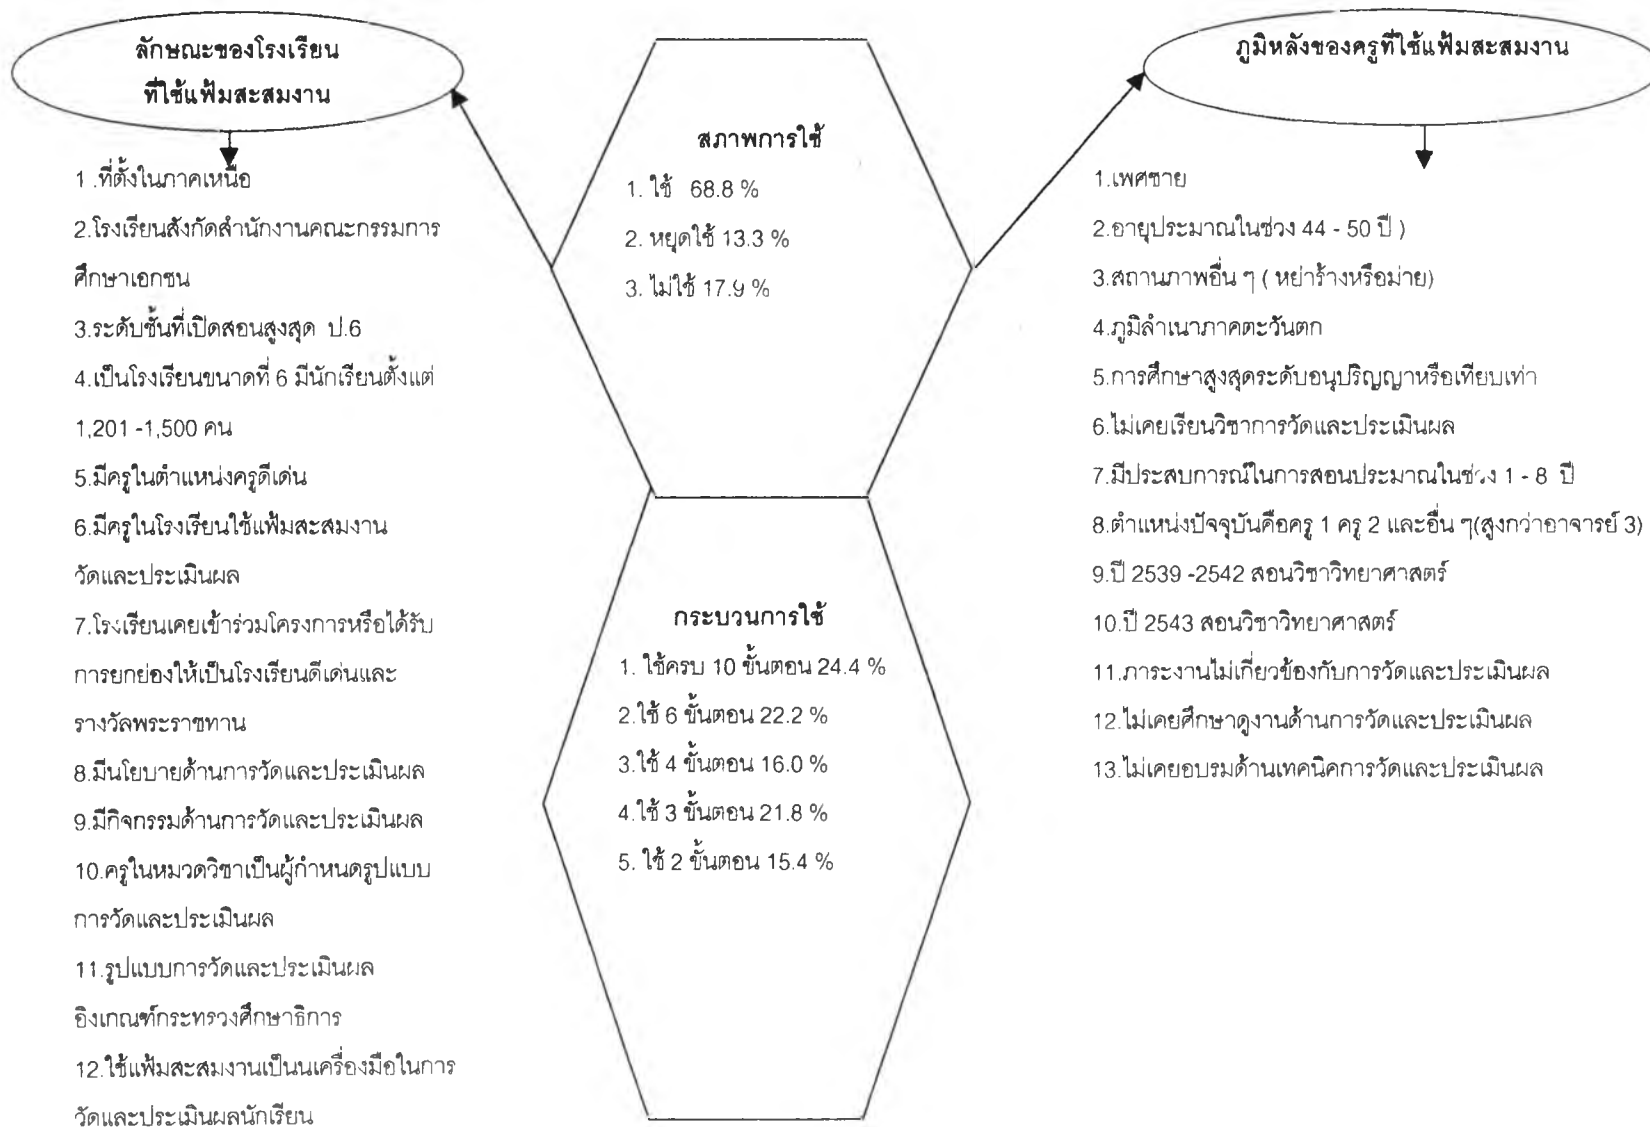 ลักษณะของโรงเรียน
ที่ใช้แฟ้มสะสมงาน
1 .ที่ตั้งในภาคเหนือ
2.โรงเรียนสังกัดสำนักงานคณะกรรมการ
ศึกษาเอกชน
3.ระดับชั้นที่เปิดสอนสูงสุด ป.6
4.เป็นโรงเรียนขนาดที่ 6 มีนักเรียนตั้งแต่
1,201 -1,500 คน
5.มีครูในตำแหน่งครูดีเด่น
6.มีครูในโรงเรียนใช้แฟ้มสะสมงาน
วัดและประเมินผล
7.โรงเรียนเคยเข้าร่วมโครงการหรือได้รับ
การยกย่องให้เป็นโรงเรียนดีเด่นและ
รางวัลพระราชทาน
8.มีนโยบายด้านการวัดและประเมินผล
9.มีกิจกรรมด้านการวัดและประเมินผล
10.ครูในหมวดวิชาเป็นผู้กำหนดรูปแบบ
การวัดและประเมินผล
11.รูปแบบการวัดและประเมินผล
อิงเกณฑ์กระทรวงศึกษาธิการ
12.ใช้แฟ้มสะสมงานเป็นนเครื่องมือในการ
วัดและประเมินผลนักเรียน
สภาพการใช้
1. ใช้ 68.8 %
2. หยุดใช้ 13.3 %
3. ไม่ใช้ 17.9 %
กระบวนการใช้
1. ใช้ครบ 10 ขั้นตอน 24.4 %
2.ใช้ 6 ขั้นตอน 22.2 %
3.ใช้ 4 ขั้นตอน 16.0 %
4.ใช้ 3 ขั้นตอน 21.8 %
5. ใช้ 2 ขั้นตอน 15.4 %
ภูมิหลังของครูที่ใช้แฟ้มสะสมงาน
1.เพศชาย
2.อายุประมาณในช่วง 44 - 50 ปี )
3.สถานภาพอื่น ๆ ( หย่าร้างหรือม่าย)
4.ภูมิลำเนาภาคตะวันตก
5.การศึกษาสูงสุดระดับอนุปริญญาหรือเทียบเท่า
6.ไม่เคยเรียนวิชาการวัดและประเมินผล
7.มีประสบการณ์ในการสอนประมาณในช่วง 1 - 8 ปี
8.ตำแหน่งปัจจุบันคือครู 1 ครู 2 และอื่น ๆ(สูงกว่าอาจารย์ 3)
9.ปี 2539 -2542 สอนวิชาวิทยาศาสตร์
10.ปี 2543 สอนวิชาวิทยาศาสตร์
11.ภาระงานไม่เกี่ยวข้องกับการวัดและประเมินผล
12.ไม่เคยศึกษาดูงานด้านการวัดและประเมินผล
13.ไม่เคยอบรมด้านเทคนิคการวัดและประเมินผล